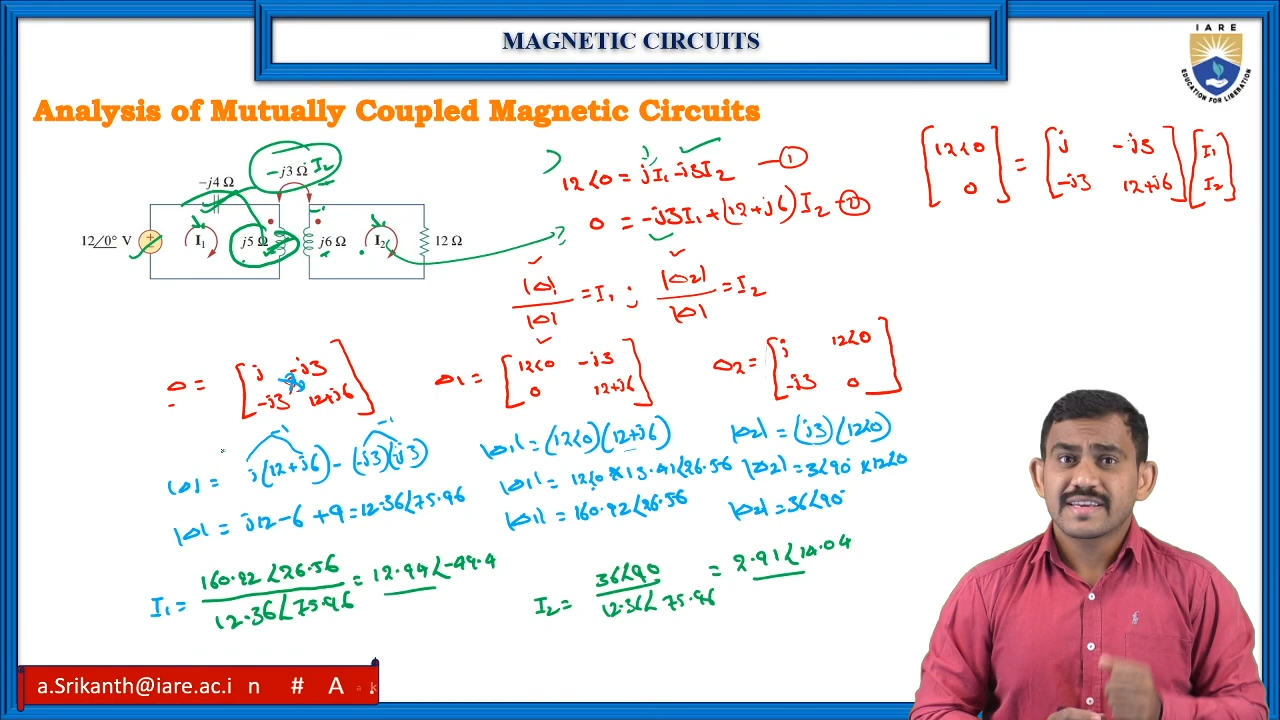 MAGNETIC CIRCUITS
IARE
EDUCATION FOR LIBERATION
Analysis of Mutually Coupled Magnetic Circuits
-j3 Ω I2
-j4 Ω
12/0° V
I1
j5 Ω
j6 Ω
I2
12 Ω
12<0 = jI1 - j3I2 — ①
0 = -j3I1 + (12+j6) I2 - ②
[12<0 0] = [j -j3 -j3 12+j6] [I1 I2]
|Δ1| / |Δ| = I1 ; |Δ2| / |Δ| = I2
Δ = [j -j3 -j3 12+j6]
Δ1 = [12<0 -j3 0 12+j6]
Δ2 = [j 12<0 -j3 0]
|Δ| = j(12+j6) - (-j3)(-j3)
|Δ| = j12 - 6 + 9 = 12.36<75.96
|Δ1| = (12<0)(12+j6)
|Δ1| = 12<0 * 13.41<26.56
|Δ1| = 160.92<26.56
|Δ2| = (j3)(12<0)
|Δ2| = 3<90° × 12<0
|Δ2| = 36<90°
I1 = 160.92<26.56 / 12.36<75.96 = 12.99<-49.4
I2 = 36<90 / 12.36<75.96 = 2.91<14.04
a.Srikanth@iare.ac.i n # A . a k